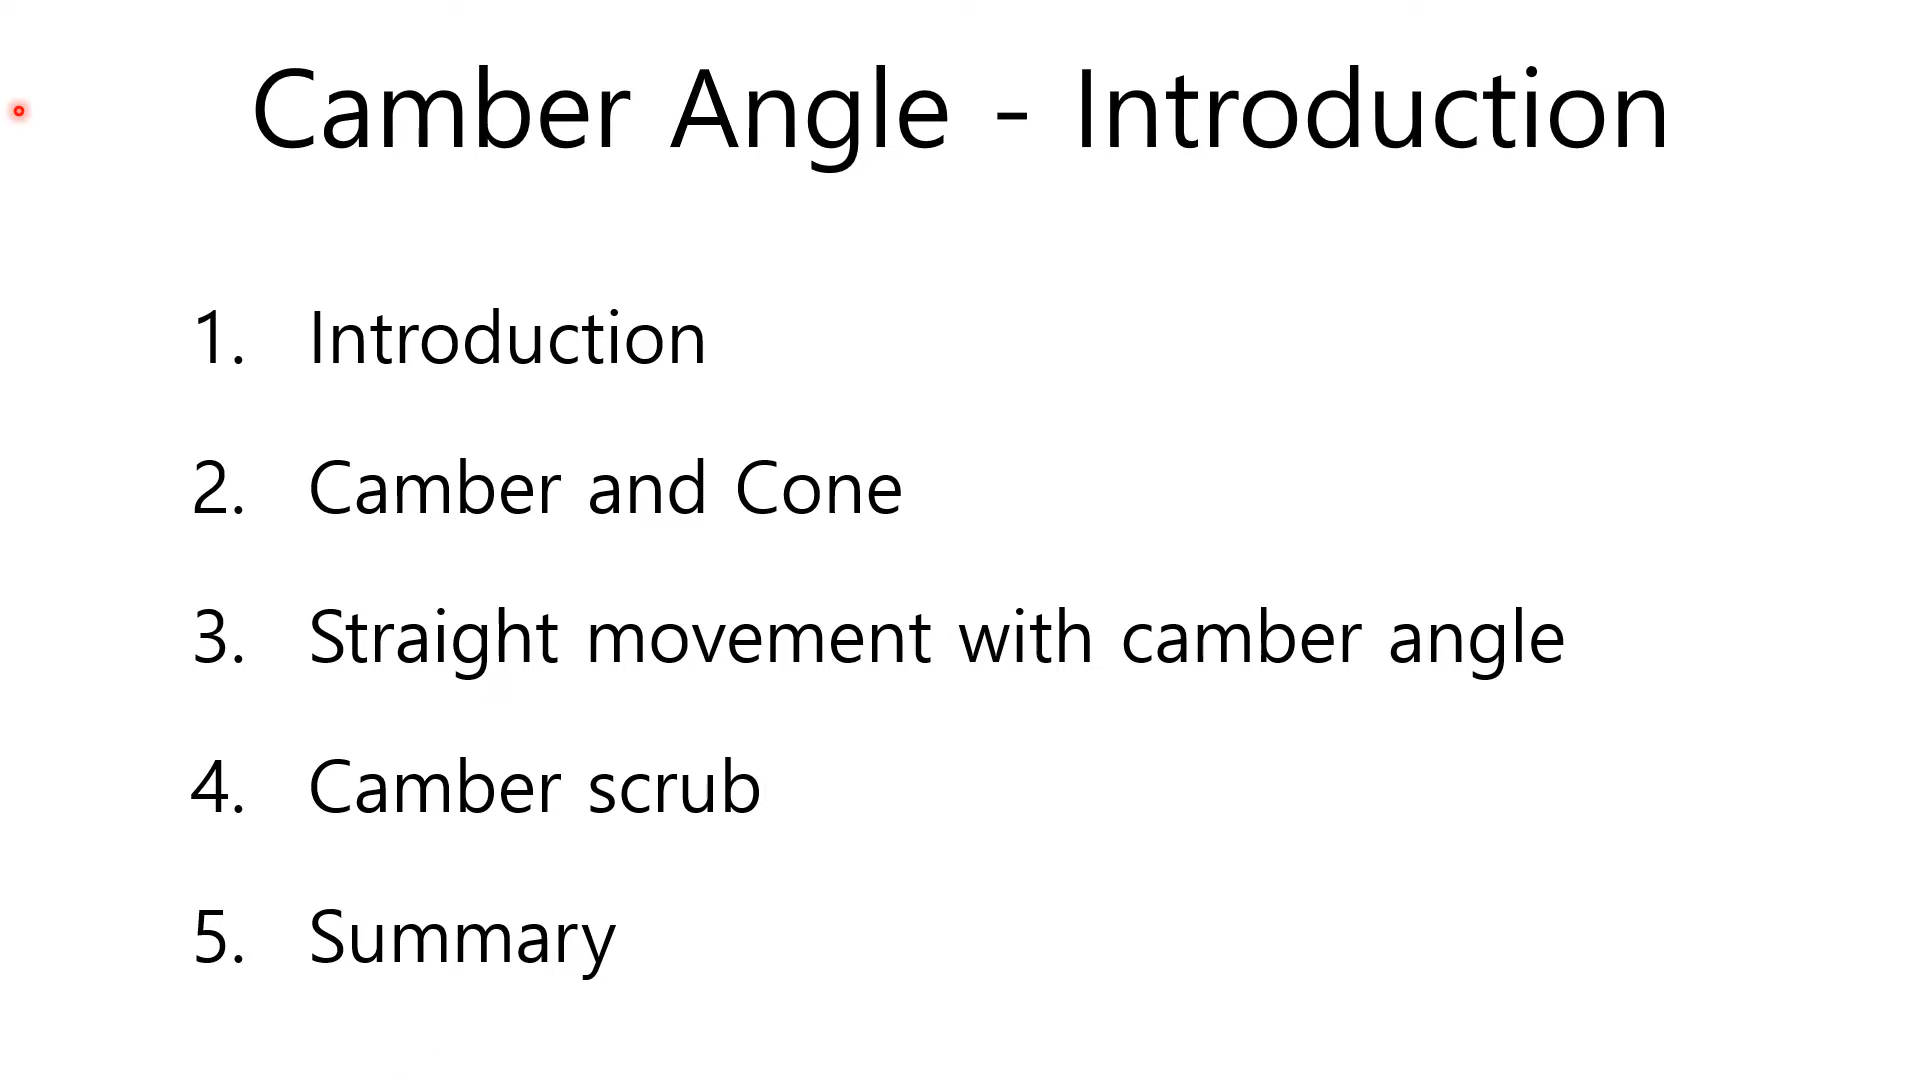 Camber Angle - Introduction
1. Introduction
2. Camber and Cone
3. Straight movement with camber angle
4. Camber scrub
5. Summary